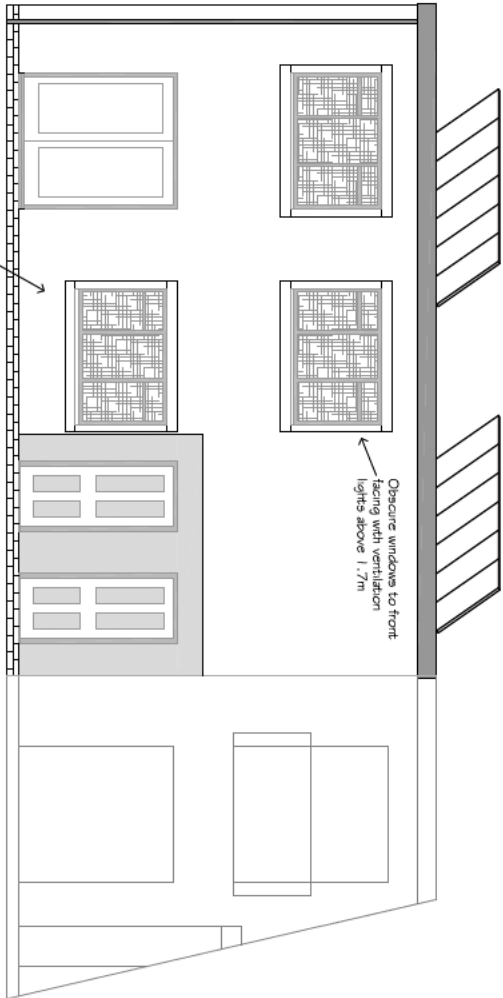 Obscure windows to front
facing with ventilation
lights above 1.7m